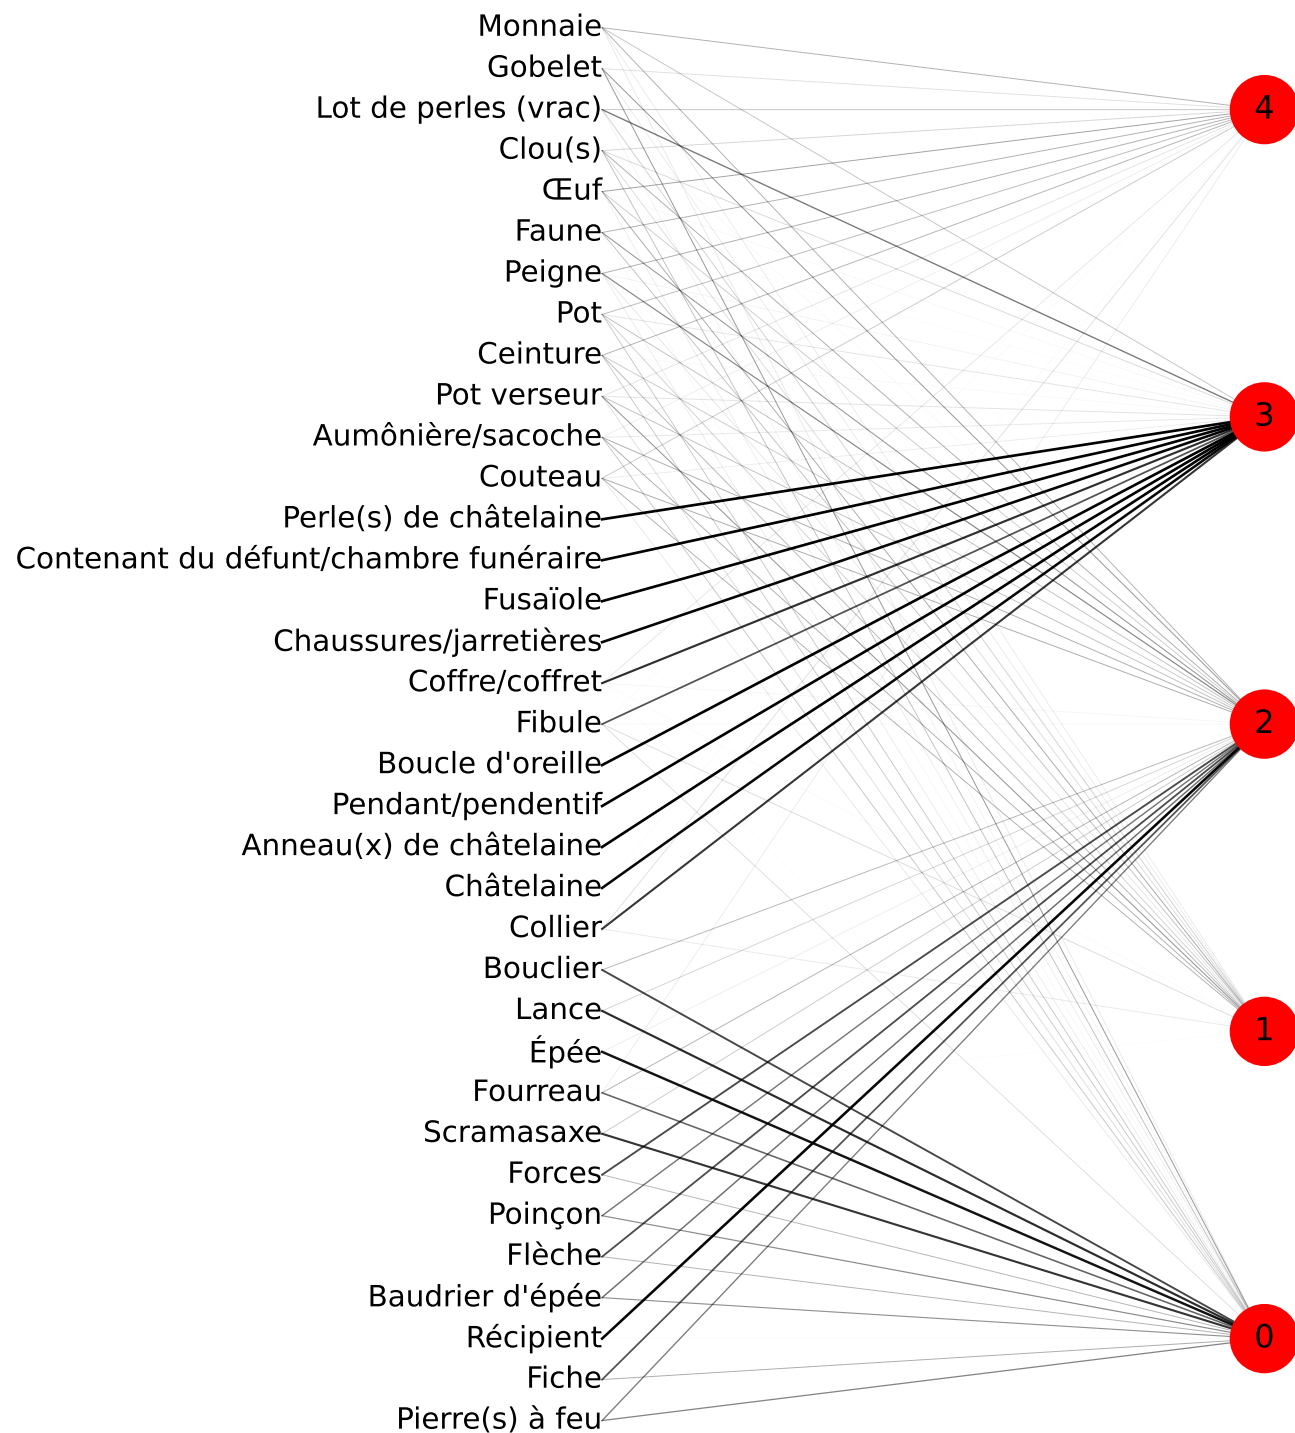 Monnaie
Gobelet
Lot de perles (vrac)
Clou(s)
Œuf
Faune
Peigne
Pot
Ceinture
Pot verseur
Aumônière/sacoche
Couteau
Perle(s) de châtelaine
Contenant du défunt/chambre funéraire
Fusaïole
Chaussures/jarretières
Coffre/coffret
Fibule
Boucle d'oreille
Pendant/pendentif
Anneau(x) de châtelaine
Châtelaine
Collier
Bouclier
Lance
Épée
Fourreau
Scramasaxe
Forces
Poinçon
Flèche
Baudrier d'épée
Récipient
Fiche
Pierre(s) à feu
4
3
2
1
0